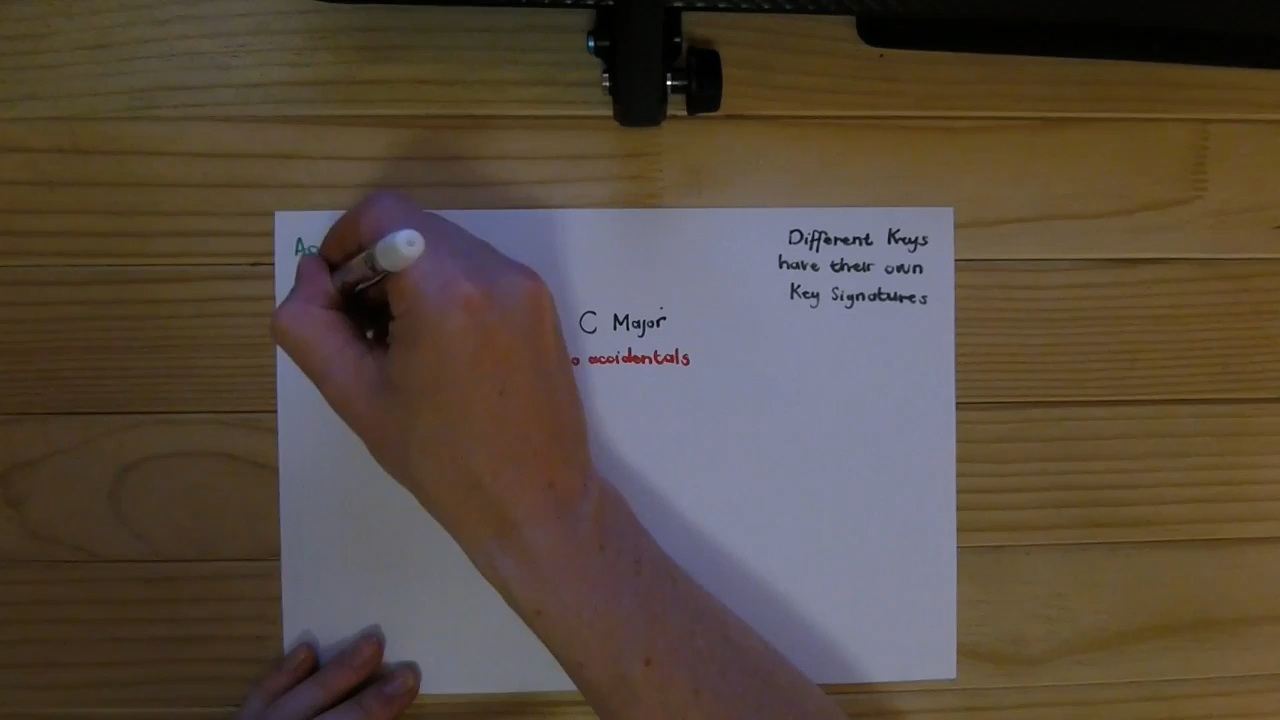 Different Keys
have their own
Key Signatures
C Major
accidentals